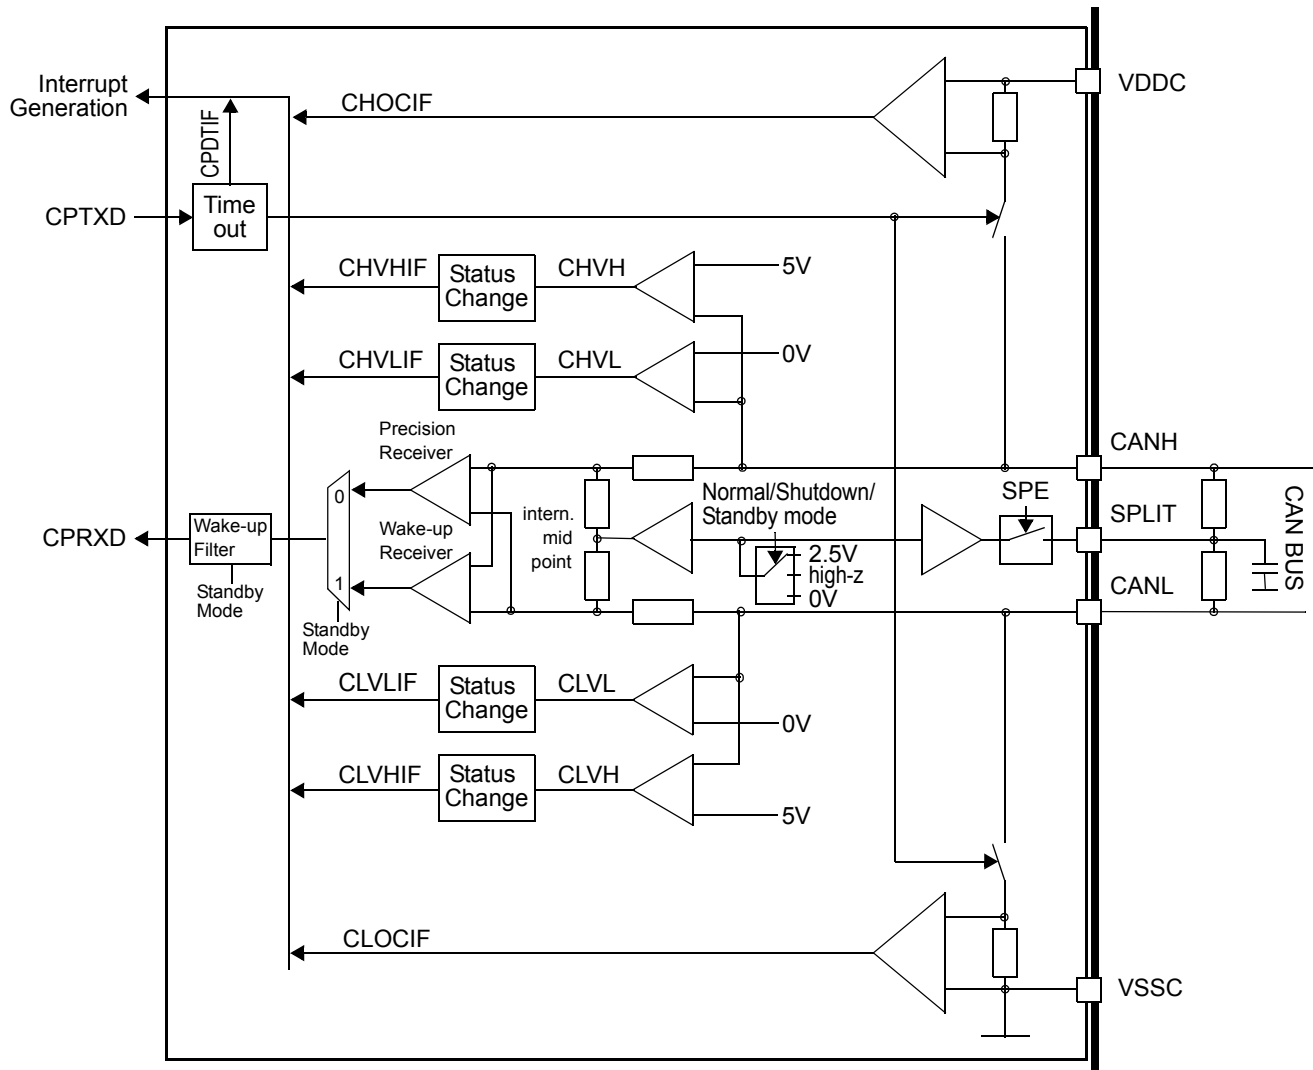 Interrupt
Generation
CPDTIF
CHOCIF
VDDC
CPTXD
Time
out
CHVHIF
Status
Change
CHVH
5V
CHVLIF
Status
Change
CHVL
0V
Precision
Receiver
0
CANH
Normal/Shutdown/
Standby mode
SPE
intern.
mid
point
SPLIT
CAN BUS
CPRXD
Wake-up
Filter
Wake-up
Receiver
2.5V
high-z
0V
1
CANL
Standby
Mode
Standby
Mode
CLVLIF
Status
Change
CLVL
0V
CLVHIF
Status
Change
CLVH
5V
CLOCIF
VSSC